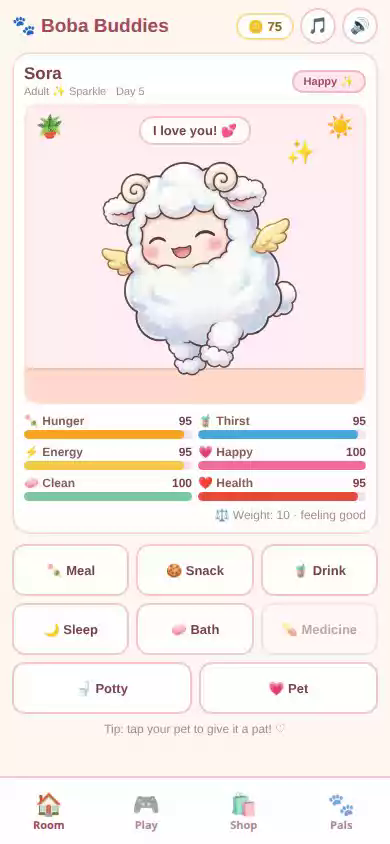 Boba Buddies
75
Sora
Adult ✨ Sparkle · Day 5
Happy ✨
I love you! 💕
Hunger 95
Thirst 95
Energy 95
Happy 100
Clean 100
Health 95
Weight: 10 · feeling good
Meal
Snack
Drink
Sleep
Bath
Medicine
Potty
Pet
Tip: tap your pet to give it a pat! ♡
Room
Play
Shop
Pals